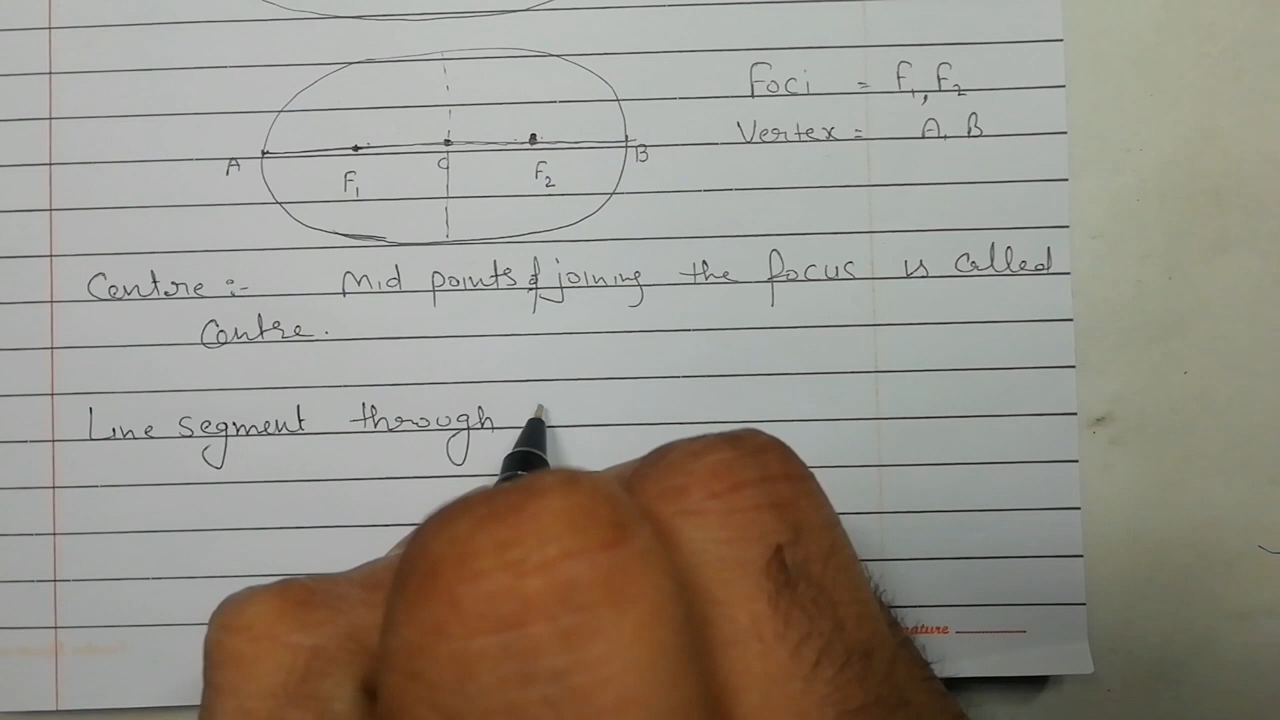 Foci = F1, F2
Vertex = A, B
A F1 C F2 B
Centre :- Mid points of joining the focus is called
Centre.
Line segment through
ature